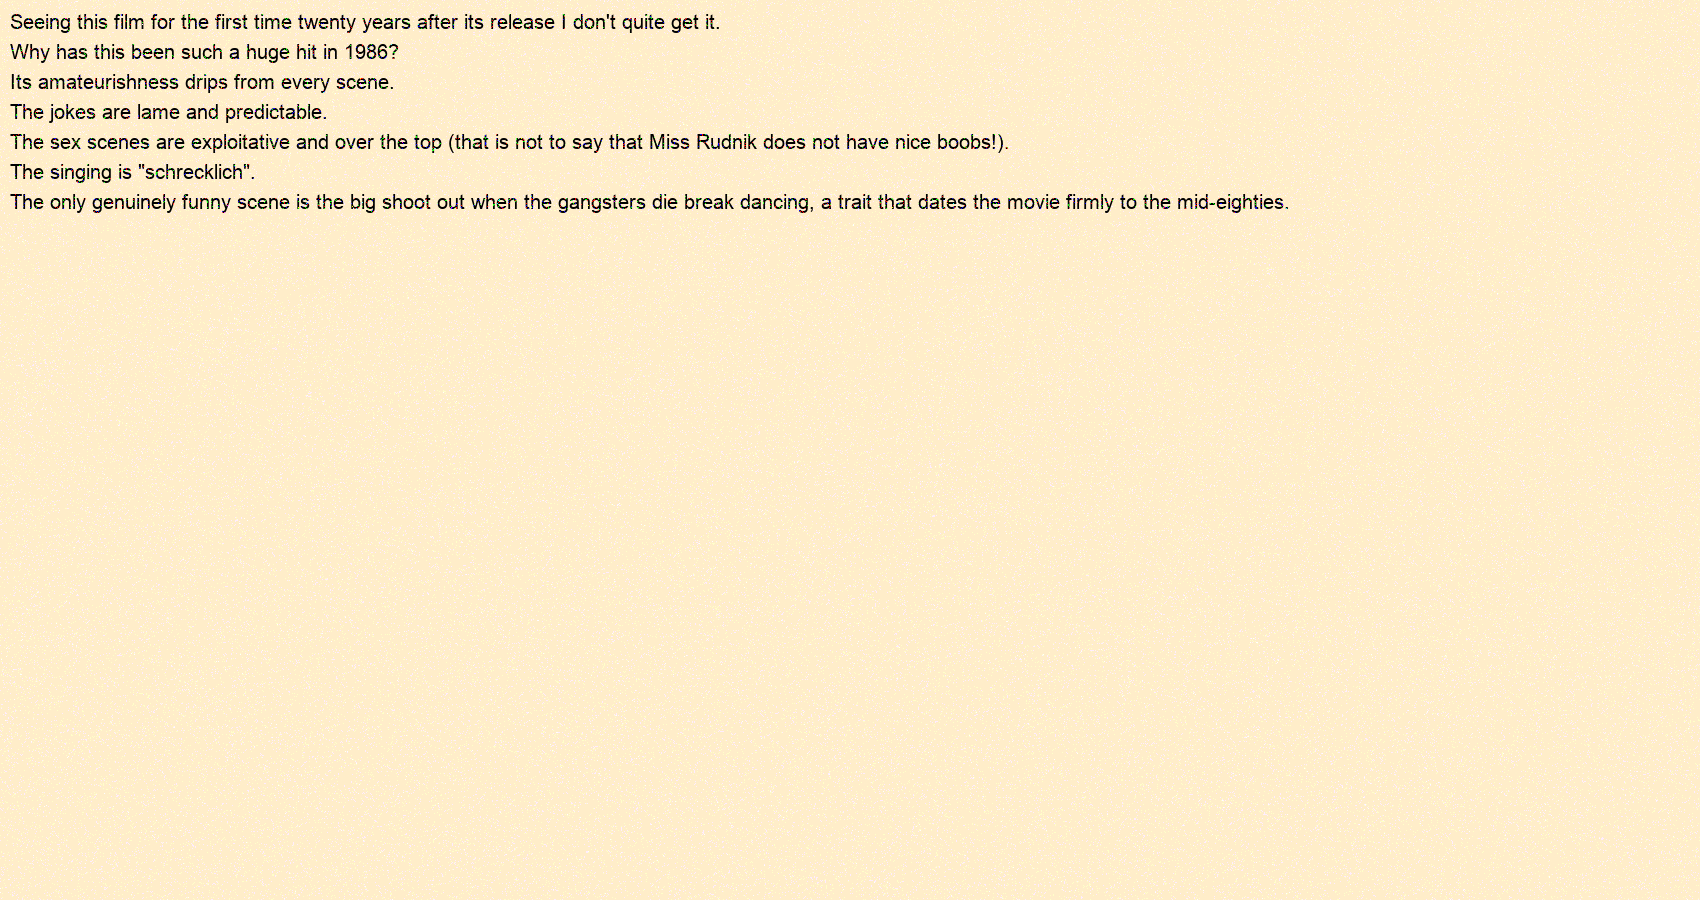 Seeing this film for the first time twenty years after its release I don't quite get it.
Why has this been such a huge hit in 1986?
Its amateurishness drips from every scene.
The jokes are lame and predictable.
The sex scenes are exploitative and over the top (that is not to say that Miss Rudnik does not have nice boobs!).
The singing is "schrecklich".
The only genuinely funny scene is the big shoot out when the gangsters die break dancing, a trait that dates the movie firmly to the mid-eighties.